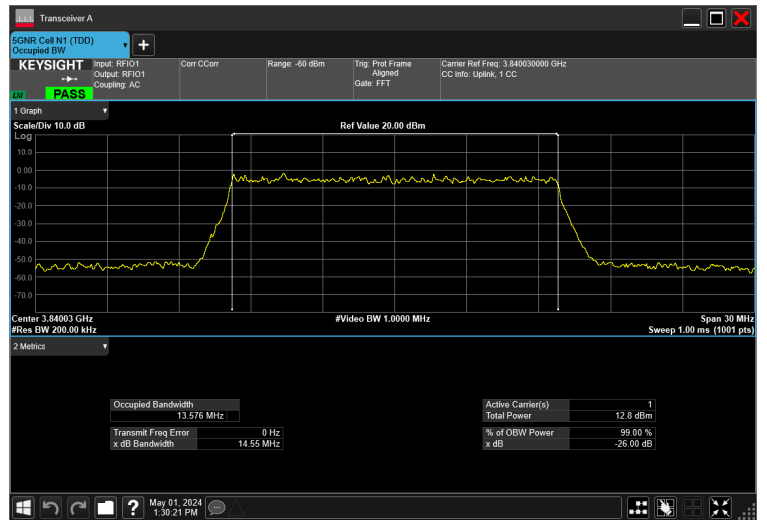 Transceiver A
5GNR Cell N1 (TDD)
Occupied BW
KEYSIGHT
Input: RFIO1
Output: RFIO1
Coupling: AC
Corr CCorr
Range: -60 dBm
Trig: Prot Frame
Aligned
Gate: FFT
Carrier Ref Freq: 3.840030000 GHz
CC Info: Uplink, 1 CC
LXI
PASS
1 Graph
Scale/Div 10.0 dB
Ref Value 20.00 dBm
Log
10.0
0.00
-10.0
-20.0
-30.0
-40.0
-50.0
-60.0
-70.0
Center 3.84003 GHz
#Video BW 1.0000 MHz
Span 30 MHz
#Res BW 200.00 kHz
Sweep 1.00 ms (1001 pts)
2 Metrics
Occupied Bandwidth
13.576 MHz
Active Carrier(s) 1
Total Power 12.8 dBm
Transmit Freq Error 0 Hz
x dB Bandwidth 14.55 MHz
% of OBW Power 99.00 %
x dB -26.00 dB
May 01, 2024
1:30:21 PM